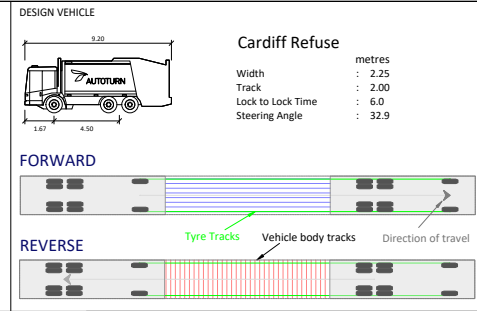 DESIGN VEHICLE
9.20
AUTOTURN
1.67
4.50
Cardiff Refuse
metres
Width : 2.25
Track : 2.00
Lock to Lock Time : 6.0
Steering Angle : 32.9
FORWARD
Tyre Tracks
Vehicle body tracks
Direction of travel
REVERSE